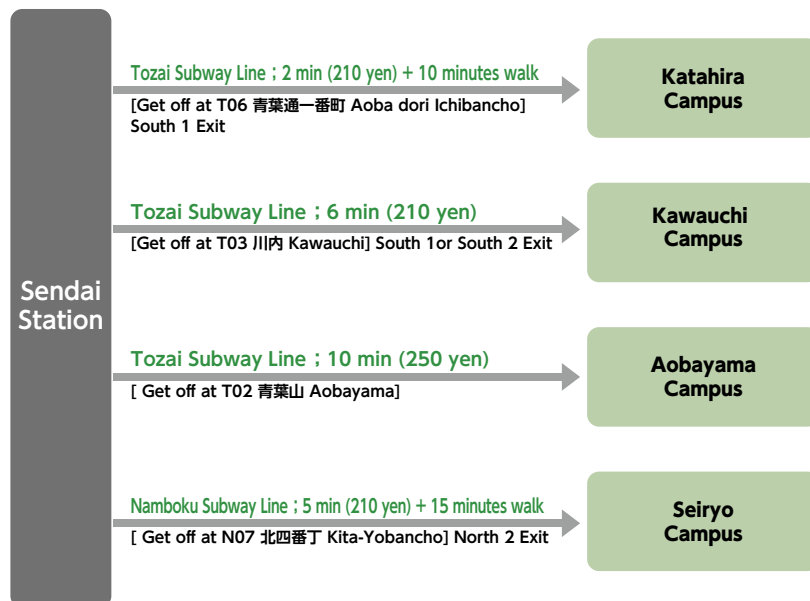 Sendai
Station
Tozai Subway Line ; 2 min (210 yen) + 10 minutes walk
[Get off at T06 青葉通一番町 Aoba dori Ichibancho]
South 1 Exit
Katahira
Campus
Tozai Subway Line ; 6 min (210 yen)
[Get off at T03 川内 Kawauchi] South 1or South 2 Exit
Kawauchi
Campus
Tozai Subway Line ; 10 min (250 yen)
[ Get off at T02 青葉山 Aobayama]
Aobayama
Campus
Namboku Subway Line ; 5 min (210 yen) + 15 minutes walk
[ Get off at N07 北四番丁 Kita-Yobancho] North 2 Exit
Seiryo
Campus